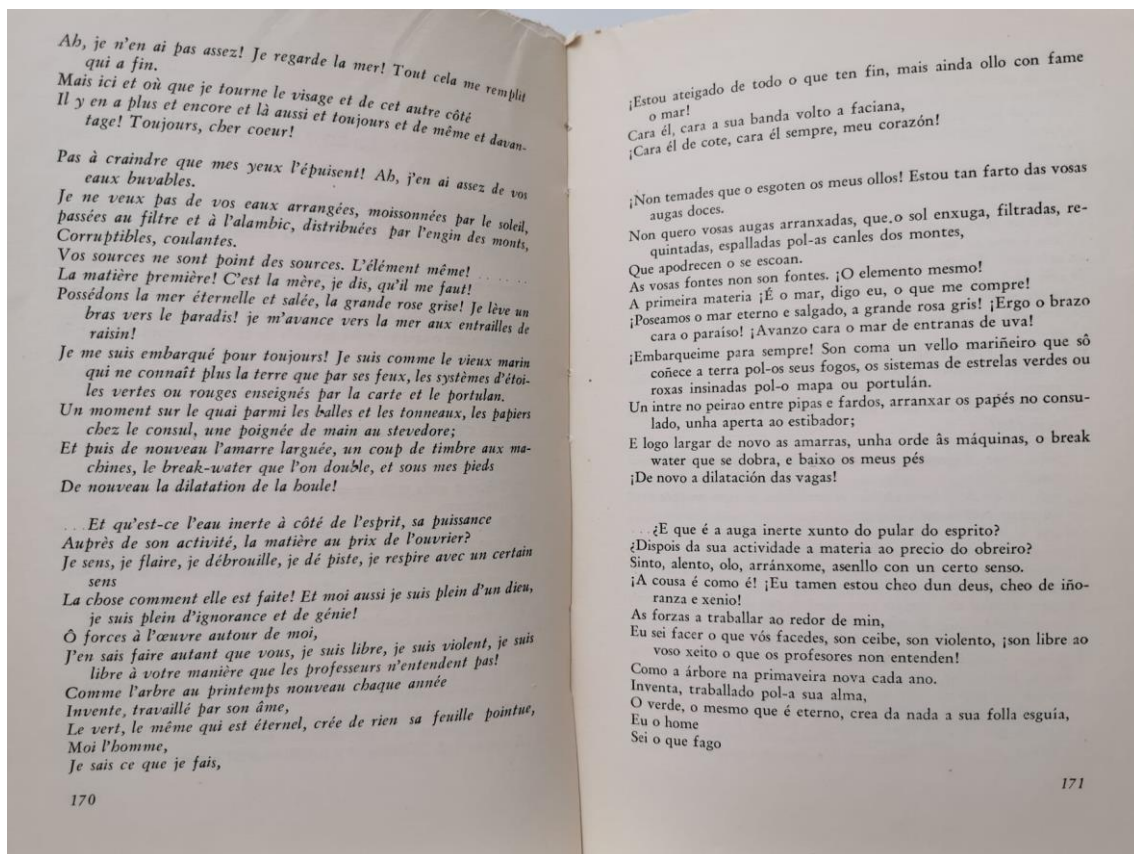 Ah, je n'en ai pas assez! Je regarde la mer! Tout cela me remplit
qui a fin.
Mais ici et où que je tourne le visage et de cet autre côté
Il y en a plus et encore et là aussi et toujours et de même et davan-
tage! Toujours, cher coeur!
Pas à craindre que mes yeux l'épuisent! Ah, j'en ai assez de vos
eaux buvables.
Je ne veux pas de vos eaux arrangées, moissonnées par le soleil,
passées au filtre et à l'alambic, distribuées par l'engin des monts,
Corruptibles, coulantes.
Vos sources ne sont point des sources. L'élément même! . . . . .
La matière première! C'est la mère, je dis, qu'il me faut!
Possédons la mer éternelle et salée, la grande rose grise! Je lève un
bras vers le paradis! je m'avance vers la mer aux entrailles de
raisin!
Je me suis embarqué pour toujours! Je suis comme le vieux marin
qui ne connaît plus la terre que par ses feux, les systèmes d'étoi-
les vertes ou rouges enseignés par la carte et le portulan.
Un moment sur le quai parmi les balles et les tonneaux, les papiers
chez le consul, une poignée de main au stevedore;
Et puis de nouveau l'amarre larguée, un coup de timbre aux ma-
chines, le break-water que l'on double, et sous mes pieds
De nouveau la dilatation de la houle!
. . . Et qu'est-ce l'eau inerte à côté de l'esprit, sa puissance
Auprès de son activité, la matière au prix de l'ouvrier?
Je sens, je flaire, je débrouille, je dé piste, je respire avec un certain
sens
La chose comment elle est faite! Et moi aussi je suis plein d'un dieu,
je suis plein d'ignorance et de génie!
Ô forces à l'œuvre autour de moi,
J'en sais faire autant que vous, je suis libre, je suis violent, je suis
libre à votre manière que les professeurs n'entendent pas!
Comme l'arbre au printemps nouveau chaque année
Invente, travaillé par son âme,
Le vert, le même qui est éternel, crée de rien sa feuille pointue,
Moi l'homme,
Je sais ce que je fais,
170
¡Estou ateigado de todo o que ten fin, mais ainda ollo con fame
o mar!
Cara él, cara a sua banda volto a faciana,
¡Cara él de cote, cara él sempre, meu corazón!
¡Non temades que o esgoten os meus ollos! Estou tan farto das vosas
augas doces.
Non quero vosas augas arranxadas, que o sol enxuga, filtradas, re-
quintadas, espalladas pol-as canles dos montes,
Que apodrecen o se escoan.
As vosas fontes non son fontes. ¡O elemento mesmo!
A primeira materia ¡É o mar, digo eu, o que me compre!
¡Poseamos o mar eterno e salgado, a grande rosa gris! ¡Ergo o brazo
cara o paraíso! ¡Avanzo cara o mar de entranas de uva!
¡Embarqueime para sempre! Son coma un vello mariñeiro que sô
coñece a terra pol-os seus fogos, os sistemas de estrelas verdes ou
roxas insinadas pol-o mapa ou portulán.
Un intre no peirao entre pipas e fardos, arranxar os papés no consu-
lado, unha aperta ao estibador;
E logo largar de novo as amarras, unha orde âs máquinas, o break
water que se dobra, e baixo os meus pés
¡De novo a dilatación das vagas!
. . . ¿E que é a auga inerte xunto do pular do esprito?
¿Dispois da sua actividade a materia ao precio do obreiro?
Sinto, alento, olo, arránxome, asenllo con un certo senso.
¡A cousa é como é! ¡Eu tamen estou cheo dun deus, cheo de iño-
ranza e xenio!
As forzas a traballar ao redor de min,
Eu sei facer o que vós facedes, son ceibe, son violento, ¡son libre ao
voso xeito o que os profesores non entenden!
Como a árbore na primaveira nova cada ano.
Inventa, traballado pol-a sua alma,
O verde, o mesmo que é eterno, crea da nada a sua folla esguía,
Eu o home
Sei o que fago
171